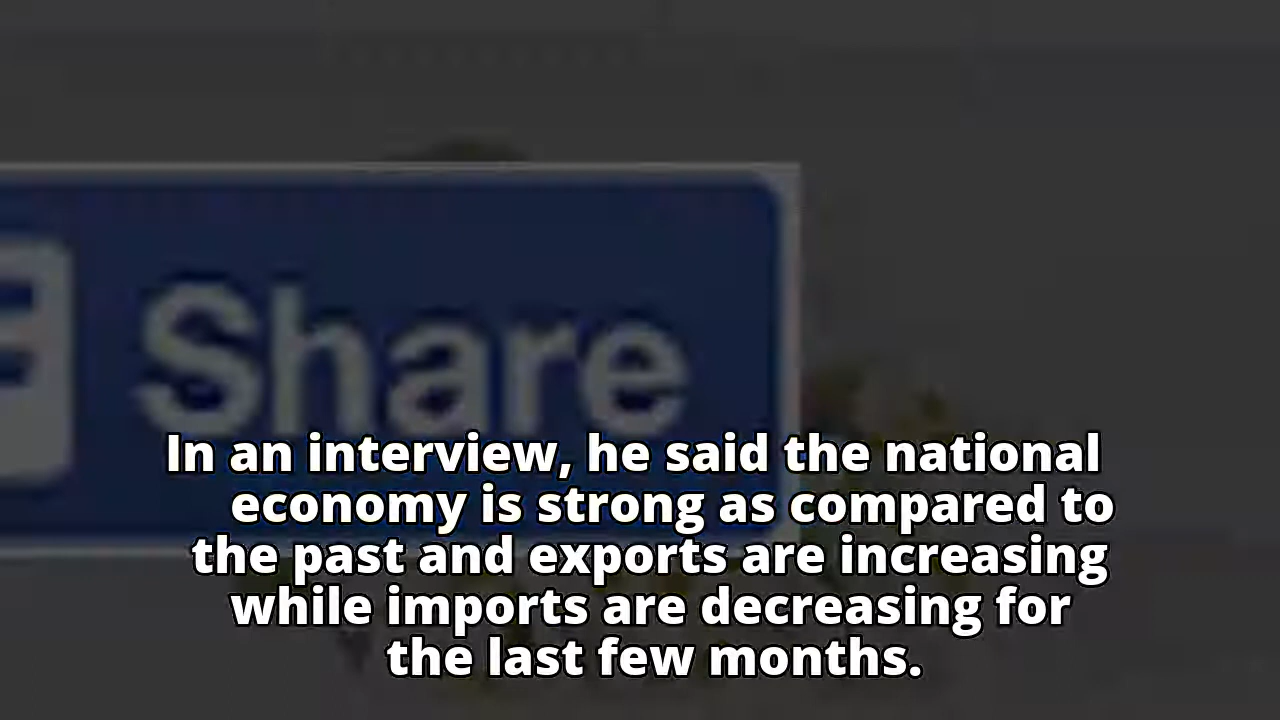 Share
In an interview, he said the national
economy is strong as compared to
the past and exports are increasing
while imports are decreasing for
the last few months.